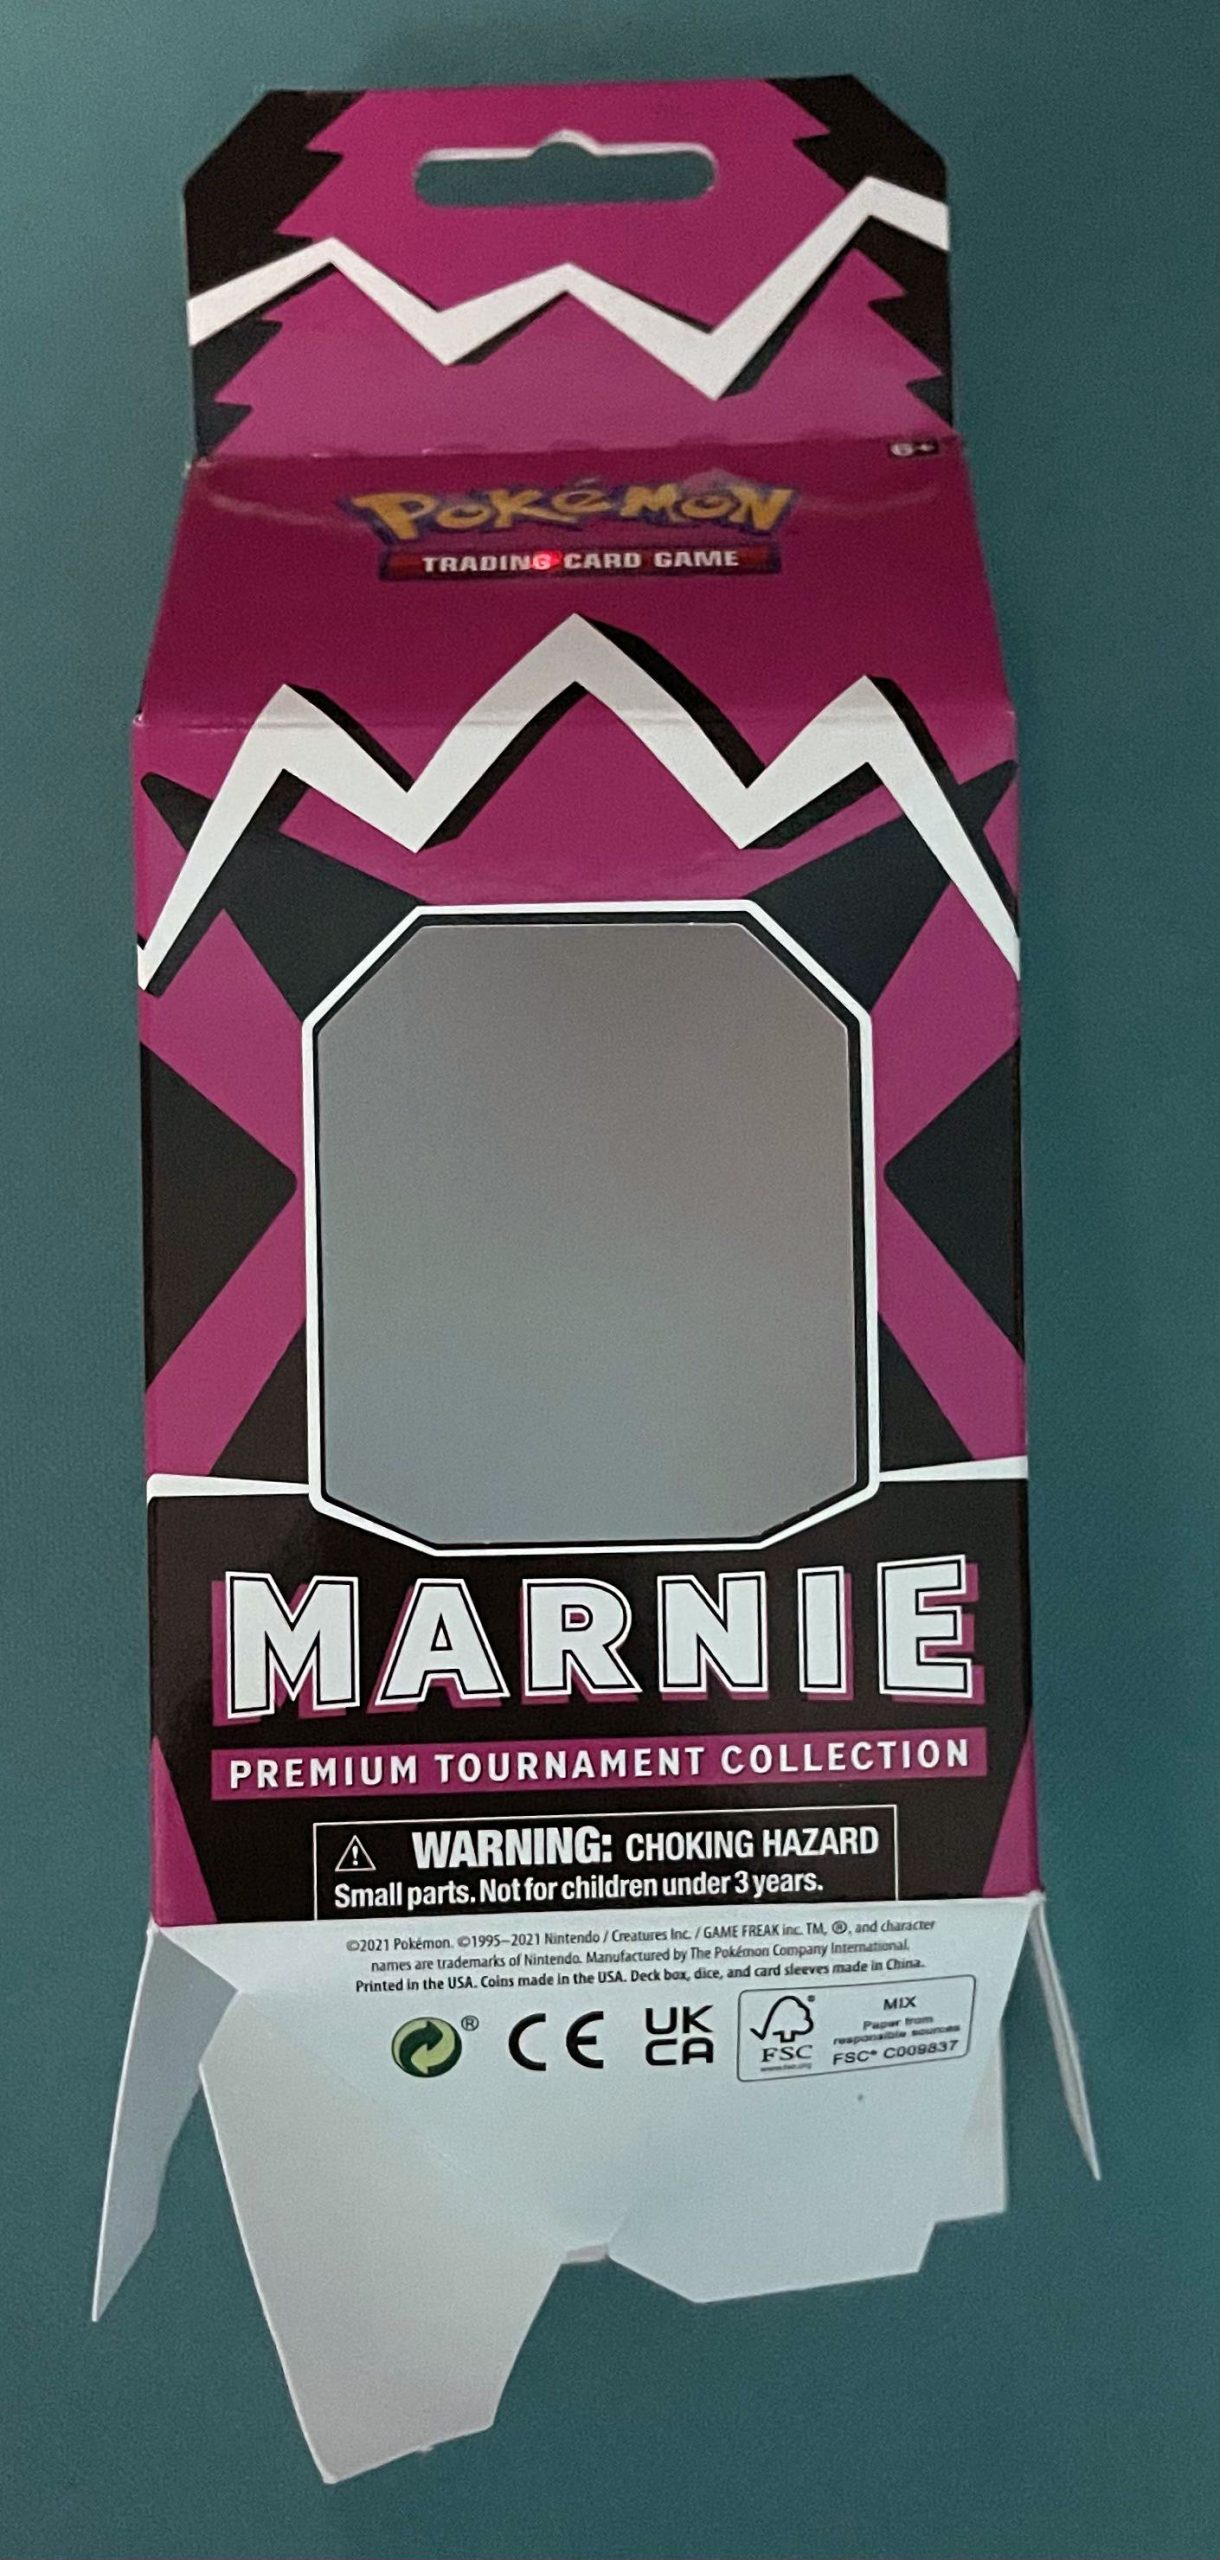 6+
POKéMON
TRADING CARD GAME
MARNIE
PREMIUM TOURNAMENT COLLECTION
WARNING: CHOKING HAZARD
Small parts. Not for children under 3 years.
©2021 Pokémon. ©1995–2021 Nintendo / Creatures Inc. / GAME FREAK inc. TM, ®, and character
names are trademarks of Nintendo. Manufactured by The Pokémon Company International.
Printed in the USA. Coins made in the USA. Deck box, dice, and card sleeves made in China.
® CE UK
CA
FSC
www.fsc.org
MIX
Paper from
responsible sources
FSC® C009837